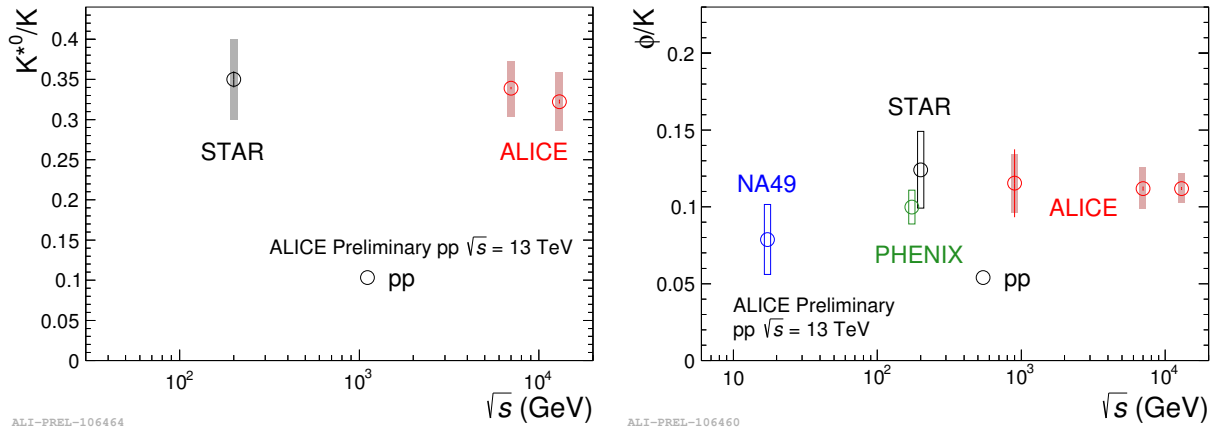 K*⁰/K
0.4
0.35
0.3
0.25
0.2
0.15
0.1
0.05
0
STAR
ALICE
ALICE Preliminary pp √s = 13 TeV
pp
10²
10³
10⁴
√s (GeV)
ALI-PREL-106464
ϕ/K
0.2
0.15
0.1
0.05
0
STAR
NA49
ALICE
PHENIX
pp
ALICE Preliminary
pp √s = 13 TeV
10
10²
10³
10⁴
√s (GeV)
ALI-PREL-106460